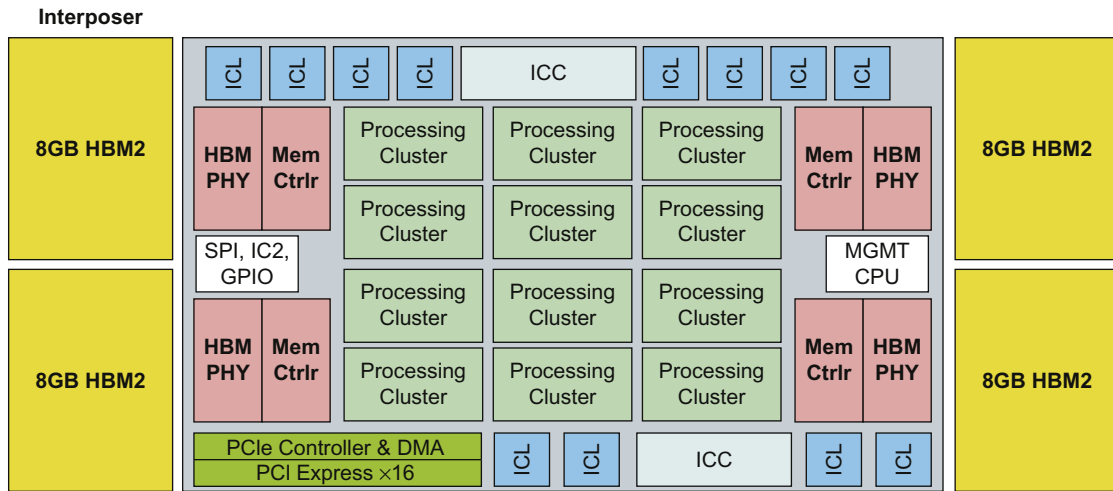 Interposer
ICL
ICL
ICL
ICL
ICC
ICL
ICL
ICL
ICL
8GB HBM2
HBM
PHY
Mem
Ctrlr
Processing
Cluster
Processing
Cluster
Processing
Cluster
Mem
Ctrlr
HBM
PHY
8GB HBM2
Processing
Cluster
Processing
Cluster
Processing
Cluster
SPI, IC2,
GPIO
MGMT
CPU
8GB HBM2
HBM
PHY
Mem
Ctrlr
Processing
Cluster
Processing
Cluster
Processing
Cluster
Mem
Ctrlr
HBM
PHY
8GB HBM2
Processing
Cluster
Processing
Cluster
Processing
Cluster
PCIe Controller & DMA
PCI Express ×16
ICL
ICL
ICC
ICL
ICL